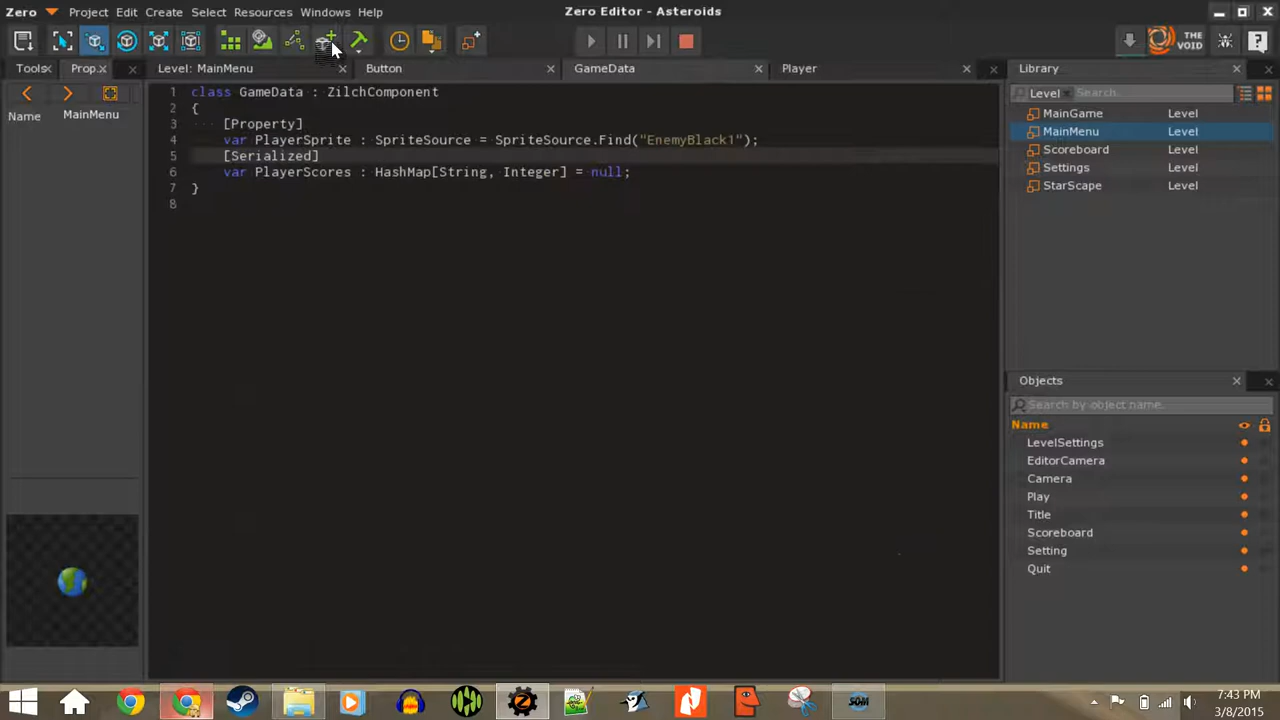 Zero Project Edit Create Select Resources Windows Help Zero Editor - Asteroids
THE VOID
Tools Prop. Level: MainMenu Button GameData Player Library
Level Search.
Name MainMenu
1 class GameData : ZilchComponent
2 {
3 [Property]
4 var PlayerSprite : SpriteSource = SpriteSource.Find("EnemyBlack1");
5 [Serialized]
6 var PlayerScores : HashMap[String, Integer] = null;
7 }
8
MainGame Level
MainMenu Level
Scoreboard Level
Settings Level
StarScape Level
Objects
Search by object name.
Name
LevelSettings
EditorCamera
Camera
Play
Title
Scoreboard
Setting
Quit
SOM
7:43 PM
3/8/2015